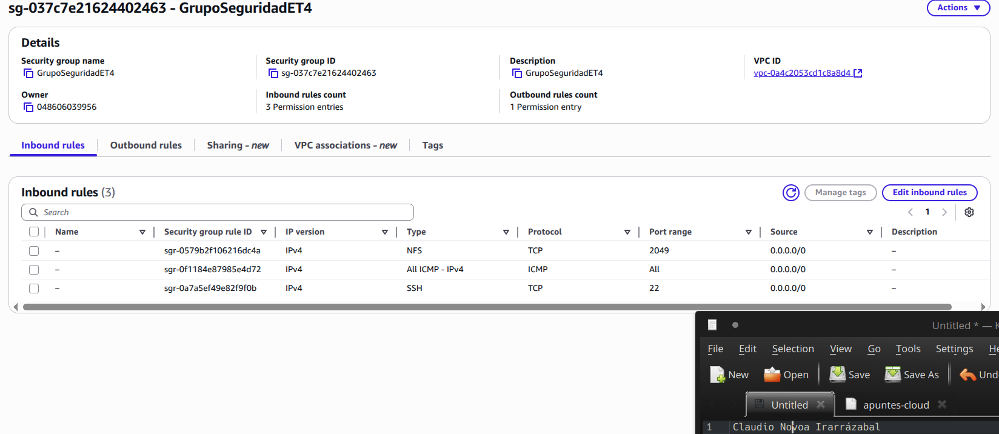 sg-037c7e21624402463 - GrupoSeguridadET4
Actions
Details
Security group name
GrupoSeguridadET4
Security group ID
sg-037c7e21624402463
Description
GrupoSeguridadET4
VPC ID
vpc-0a4c2053cd1c8a8d4
Owner
048606039956
Inbound rules count
3 Permission entries
Outbound rules count
1 Permission entry
Inbound rules Outbound rules Sharing - new VPC associations - new Tags
Inbound rules (3)
Manage tags
Edit inbound rules
Search
1
Name Security group rule ID IP version Type Protocol Port range Source Description
– sgr-0579b2f106216dc4a IPv4 NFS TCP 2049 0.0.0.0/0 –
– sgr-0f1184e87985e4d72 IPv4 All ICMP - IPv4 ICMP All 0.0.0.0/0 –
– sgr-0a7a5ef49e82f9f0b IPv4 SSH TCP 22 0.0.0.0/0 –
Untitled * — K
File Edit Selection View Go Tools Settings He
New Open Save Save As Und
Untitled apuntes-cloud
1 Claudio Novoa Irarrázabal